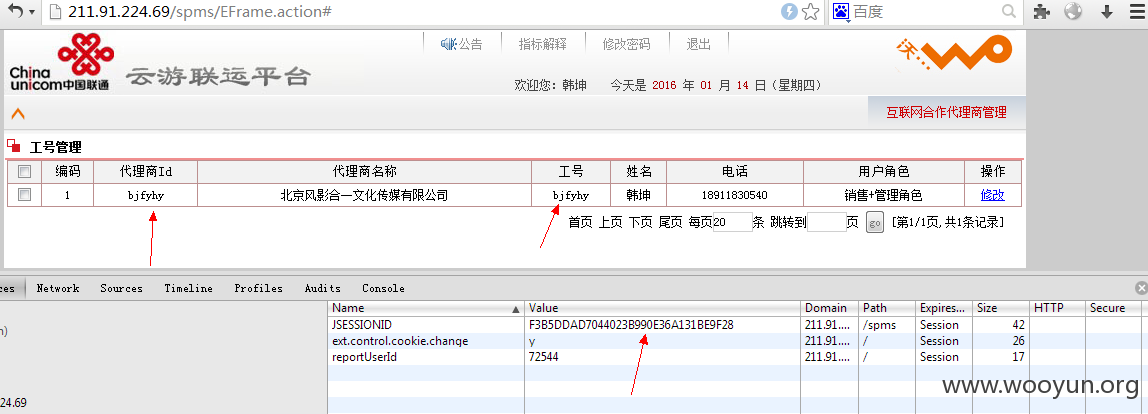 211.91.224.69/spms/EFrame.action#
百度
China unicom中国联通
云游联运平台
公告 指标解释 修改密码 退出
沃 WO
欢迎您: 韩坤 今天是 2016 年 01 月 14 日 (星期四)
互联网合作代理商管理
工号管理
编码 代理商Id 代理商名称 工号 姓名 电话 用户角色 操作
1 bjfyhy 北京风影合一文化传媒有限公司 bjfyhy 韩坤 18911830540 销售+管理角色 修改
首页 上页 下页 尾页 每页20条 跳转到 页 go [第1/1页,共1条记录]
ces Network Sources Timeline Profiles Audits Console
Name Value Domain Path Expires... Size HTTP Secure
JSESSIONID F3B5DDAD7044023B990E36A131BE9F28 211.91.... /spms Session 42
ext.control.cookie.change y 211.91.... / Session 26
reportUserId 72544 211.91.... / Session 17
www.wooyun.org
24.69